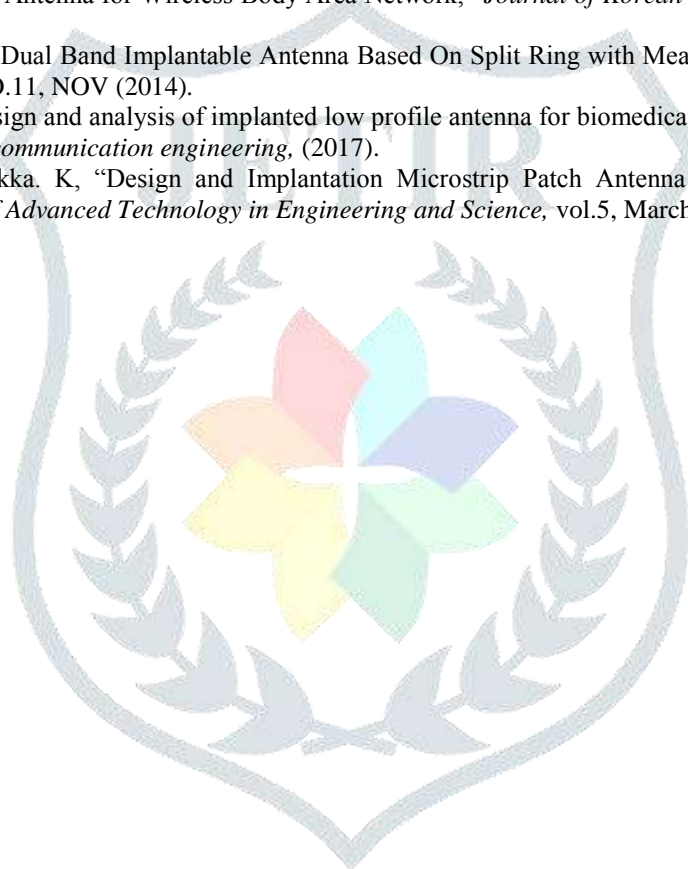 Antenna for Wireless Body Area Network," Journal of Korean
Dual Band Implantable Antenna Based On Split Ring with Mea
.11, NOV (2014).
sign and analysis of implanted low profile antenna for biomedica
communication engineering, (2017).
kka. K, “Design and Implantation Microstrip Patch Antenna
Advanced Technology in Engineering and Science, vol.5, March
JETIR